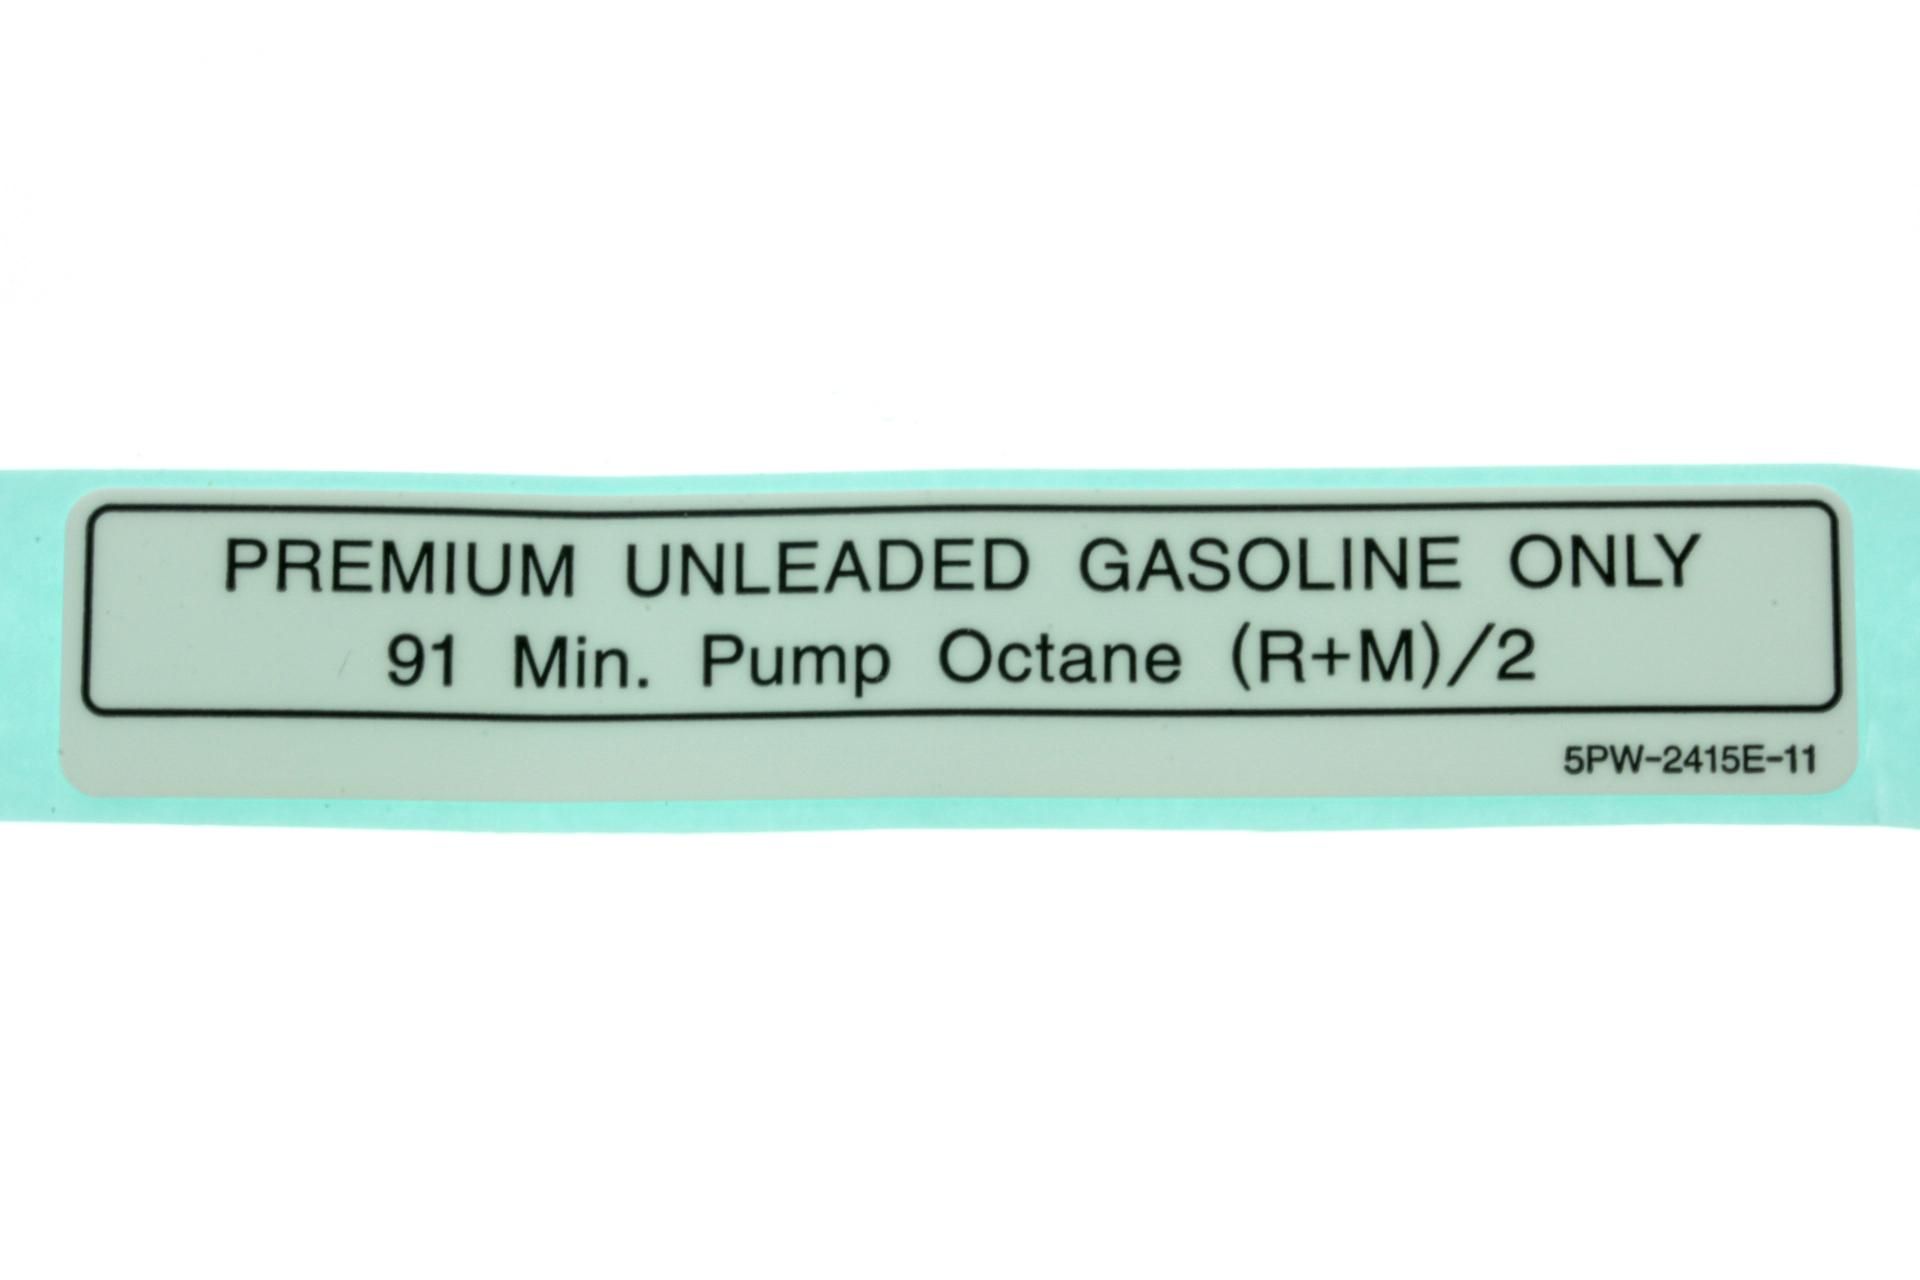 PREMIUM UNLEADED GASOLINE ONLY
91 Min. Pump Octane (R+M)/2
5PW-2415E-11